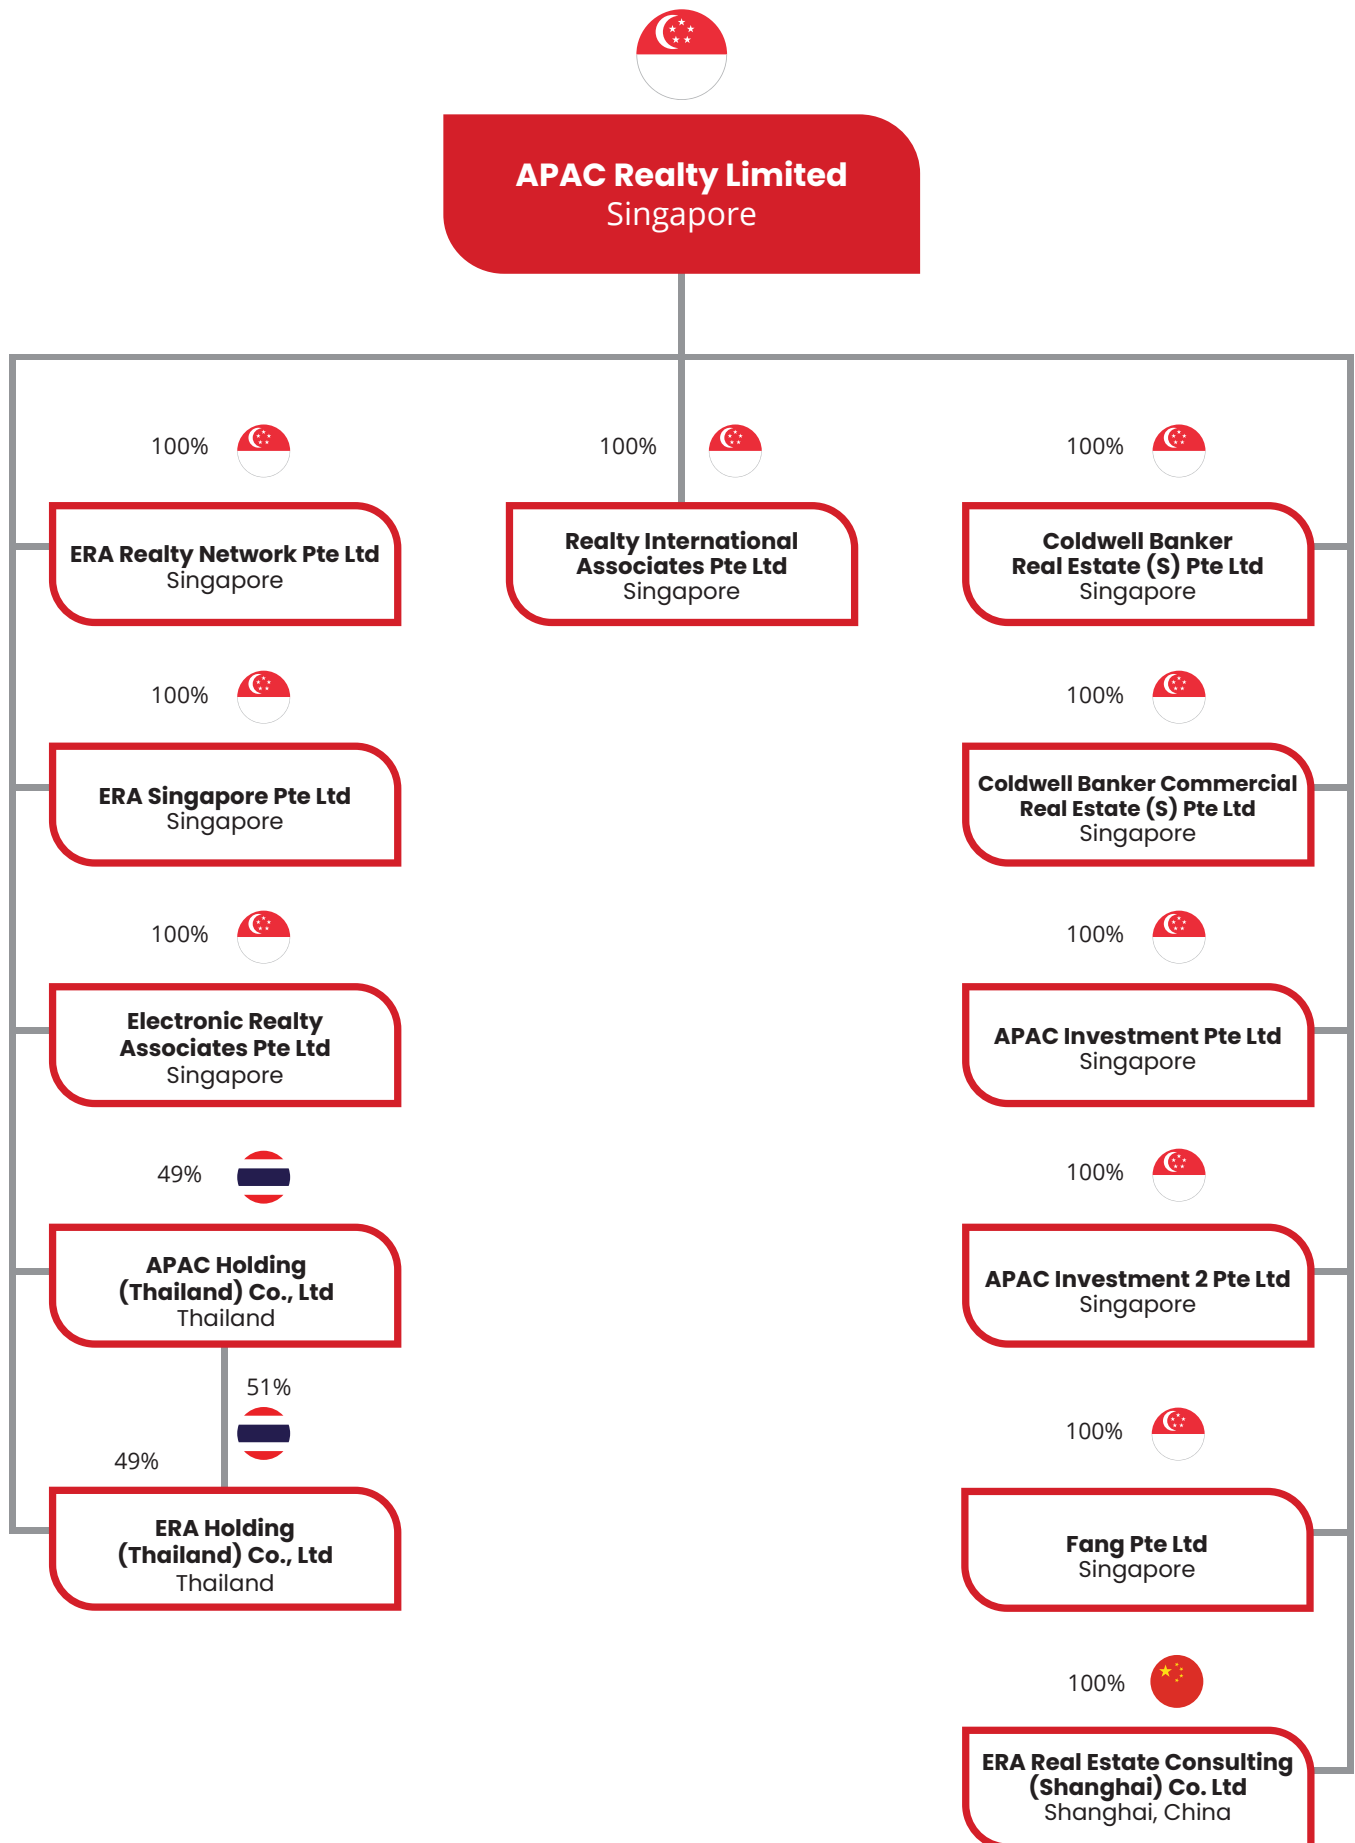 APAC Realty Limited
Singapore
100%
ERA Realty Network Pte Ltd
Singapore
100%
ERA Singapore Pte Ltd
Singapore
100%
Electronic Realty
Associates Pte Ltd
Singapore
49%
APAC Holding
(Thailand) Co., Ltd
Thailand
51%
49%
ERA Holding
(Thailand) Co., Ltd
Thailand
100%
Realty International
Associates Pte Ltd
Singapore
100%
Coldwell Banker
Real Estate (S) Pte Ltd
Singapore
100%
Coldwell Banker Commercial
Real Estate (S) Pte Ltd
Singapore
100%
APAC Investment Pte Ltd
Singapore
100%
APAC Investment 2 Pte Ltd
Singapore
100%
Fang Pte Ltd
Singapore
100%
ERA Real Estate Consulting
(Shanghai) Co. Ltd
Shanghai, China